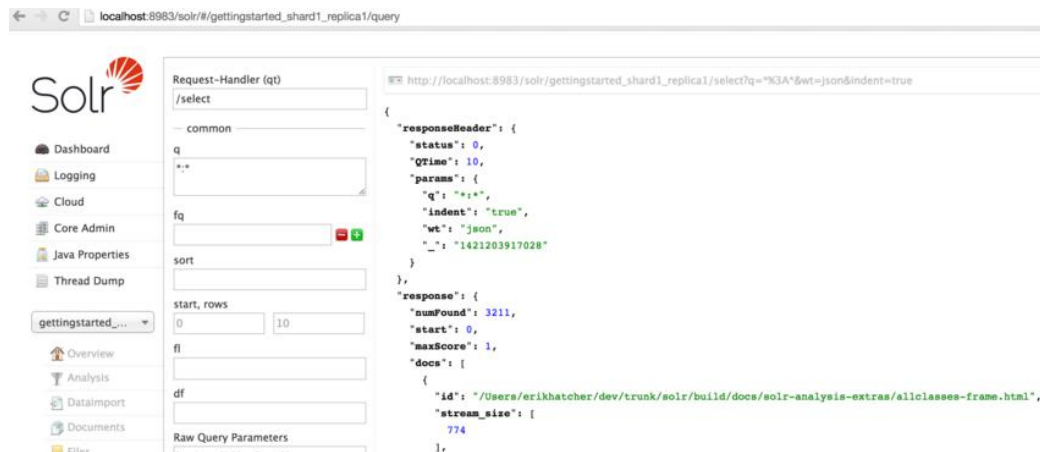 localhost:8983/solr/#/gettingstarted_shard1_replica1/query
Solr
Dashboard
Logging
Cloud
Core Admin
Java Properties
Thread Dump
gettingstarted_...
Overview
Analysis
Dataimport
Documents
Files
Request-Handler (qt)
/select
common
q
*:*
fq
sort
start, rows
0 10
fl
df
Raw Query Parameters
http://localhost:8983/solr/gettingstarted_shard1_replica1/select?q=*%3A*&wt=json&indent=true
{
"responseHeader": {
"status": 0,
"QTime": 10,
"params": {
"q": "*:*",
"indent": "true",
"wt": "json",
"_": "1421203917028"
}
},
"response": {
"numFound": 3211,
"start": 0,
"maxScore": 1,
"docs": [
{
"id": "/Users/erikhatcher/dev/trunk/solr/build/docs/solr-analysis-extras/allclasses-frame.html",
"stream_size": [
774
],